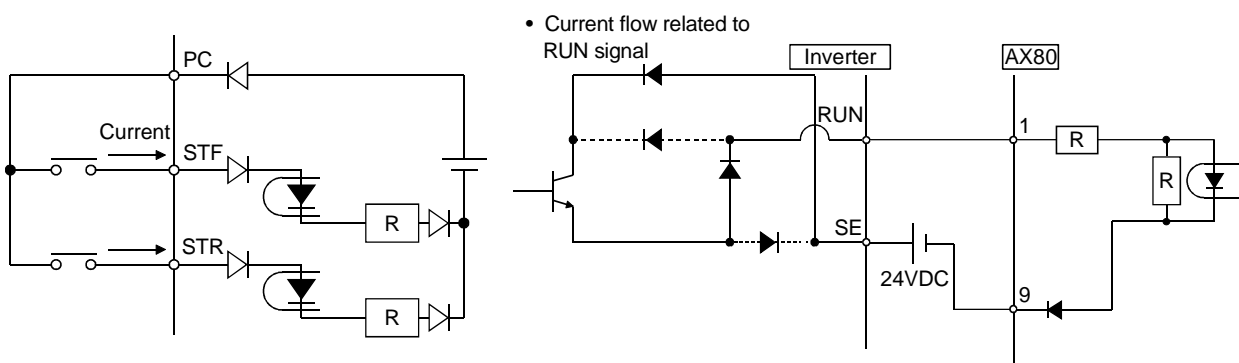 PC
Current
STF
R
STR
R
• Current flow related to
RUN signal
Inverter
AX80
RUN
1
R
R
SE
24VDC
9